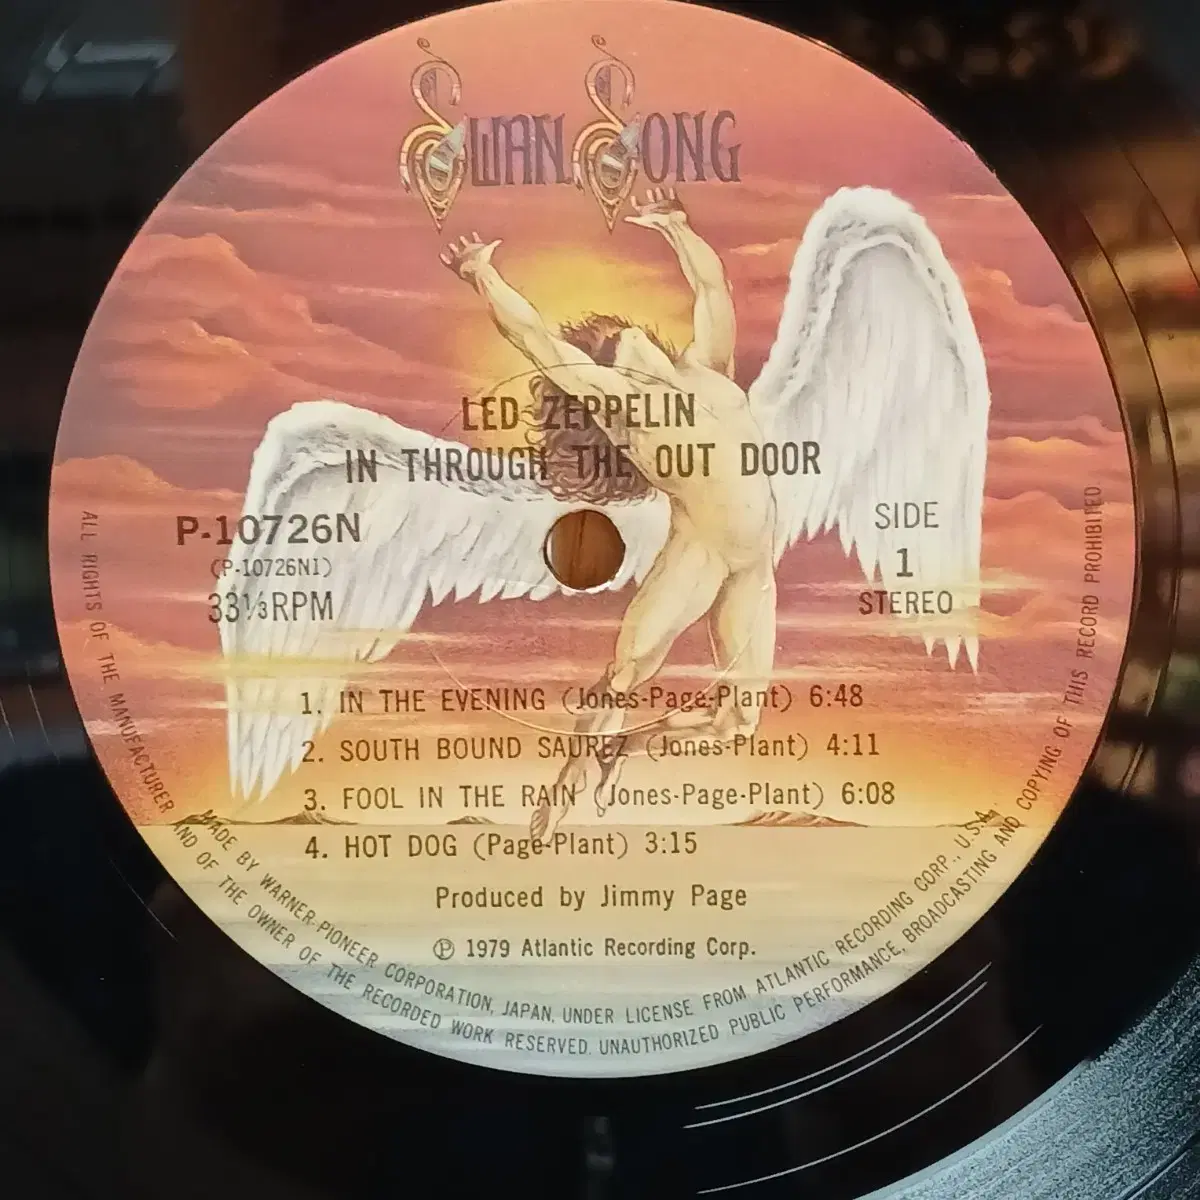 SWAN SONG
LED ZEPPELIN
IN THROUGH THE OUT DOOR
P-10726N
(P-10726N1)
33⅓RPM
SIDE
1
STEREO
1. IN THE EVENING (Jones-Page-Plant) 6:48
2. SOUTH BOUND SAUREZ (Jones-Plant) 4:11
3. FOOL IN THE RAIN (Jones-Page-Plant) 6:08
4. HOT DOG (Page-Plant) 3:15
Produced by Jimmy Page
℗ 1979 Atlantic Recording Corp.
MADE BY WARNER-PIONEER CORPORATION, JAPAN. UNDER LICENSE FROM ATLANTIC RECORDING CORP., U.S.A.
ALL RIGHTS OF THE MANUFACTURER AND OF THE OWNER OF THE RECORDED WORK RESERVED. UNAUTHORIZED PUBLIC PERFORMANCE, BROADCASTING AND COPYING OF THIS RECORD PROHIBITED